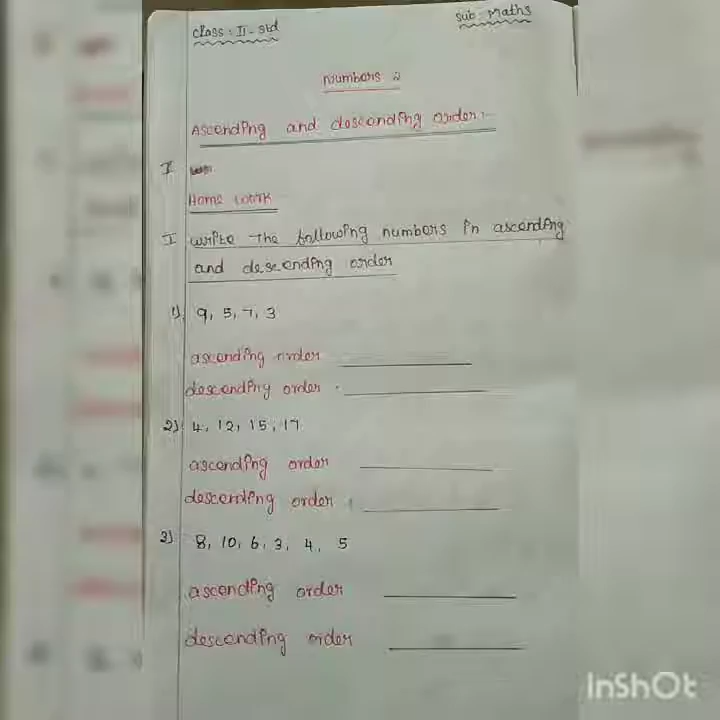 Class : II - Std
Sub : Maths
Numbers 2
Ascending and descending order :-
I
Home work
I write the following numbers in ascending
and descending order
1) 9, 5, 7, 3
ascending order
descending order
2) 4, 12, 15, 17
ascending order
descending order
3) 8, 10, 6, 3, 4, 5
ascending order
descending order
InShOt